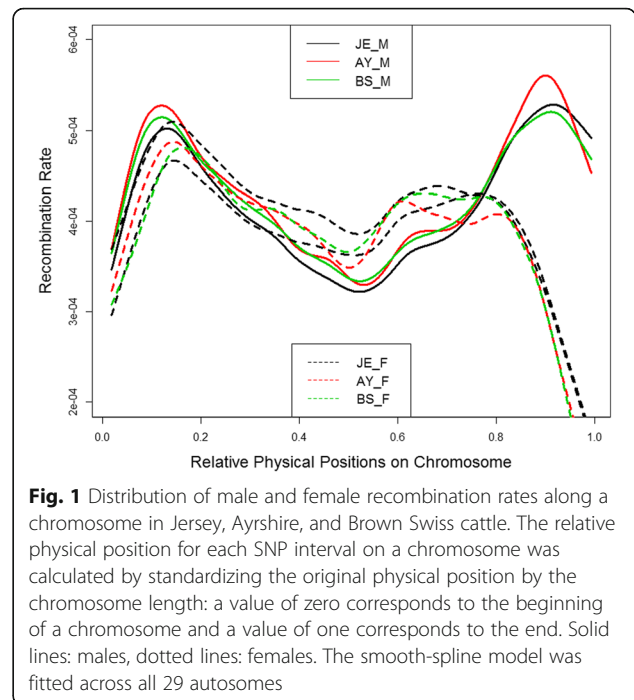 6e-04
5e-04
4e-04
3e-04
2e-04
Recombination Rate
JE_M
AY_M
BS_M
JE_F
AY_F
BS_F
0.0 0.2 0.4 0.6 0.8 1.0
Relative Physical Positions on Chromosome
Fig. 1 Distribution of male and female recombination rates along a
chromosome in Jersey, Ayrshire, and Brown Swiss cattle. The relative
physical position for each SNP interval on a chromosome was
calculated by standardizing the original physical position by the
chromosome length: a value of zero corresponds to the beginning
of a chromosome and a value of one corresponds to the end. Solid
lines: males, dotted lines: females. The smooth-spline model was
fitted across all 29 autosomes